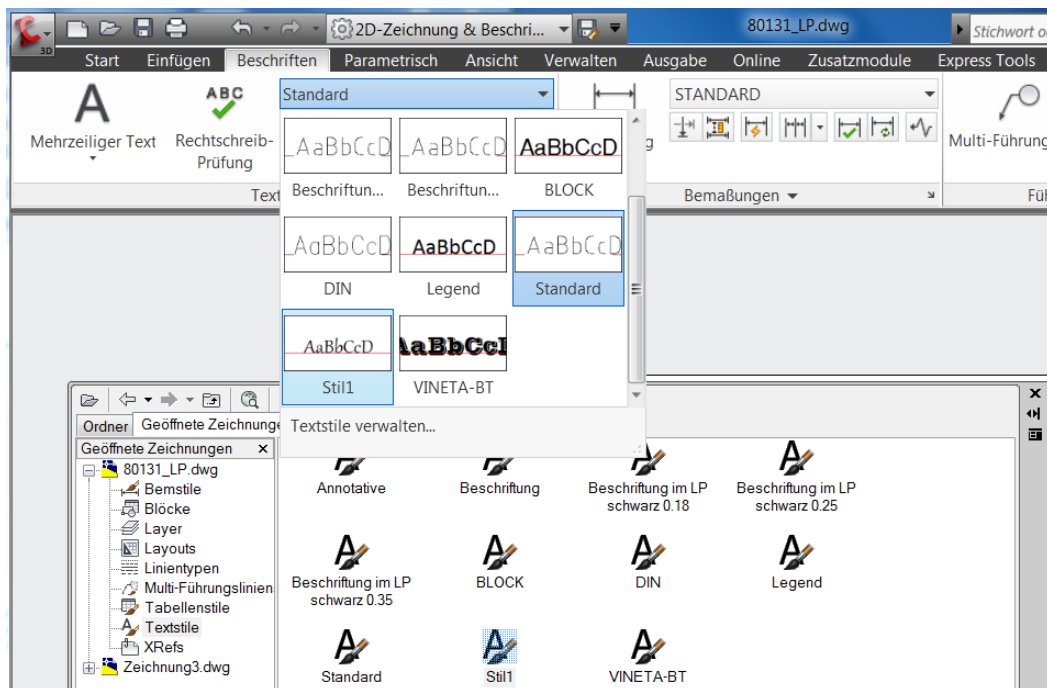 3D
2D-Zeichnung & Beschri...
80131_LP.dwg
Stichwort o
Start Einfügen Beschriften Parametrisch Ansicht Verwalten Ausgabe Online Zusatzmodule Express Tools
A
Mehrzeiliger Text
ABC
Rechtschreib-
Prüfung
Text
Standard
AaBbCcD
Beschriftun...
AaBbCcD
Beschriftun...
AaBbCcD
BLOCK
AaBbCcD
DIN
AaBbCcD
Legend
AaBbCcD
Standard
AaBbCcD
Stil1
AaBbCcI
VINETA-BT
Textstile verwalten...
g
STANDARD
Bemaßungen
Multi-Führung
Fü
Ordner Geöffnete Zeichnunge
Geöffnete Zeichnungen x
80131_LP.dwg
Bemstile
Blöcke
Layer
Layouts
Linientypen
Multi-Führungslinien
Tabellenstile
Textstile
XRefs
Zeichnung3.dwg
Annotative
Beschriftung
Beschriftung im LP
schwarz 0.18
Beschriftung im LP
schwarz 0.25
Beschriftung im LP
schwarz 0.35
BLOCK
DIN
Legend
Standard
Stil1
VINETA-BT